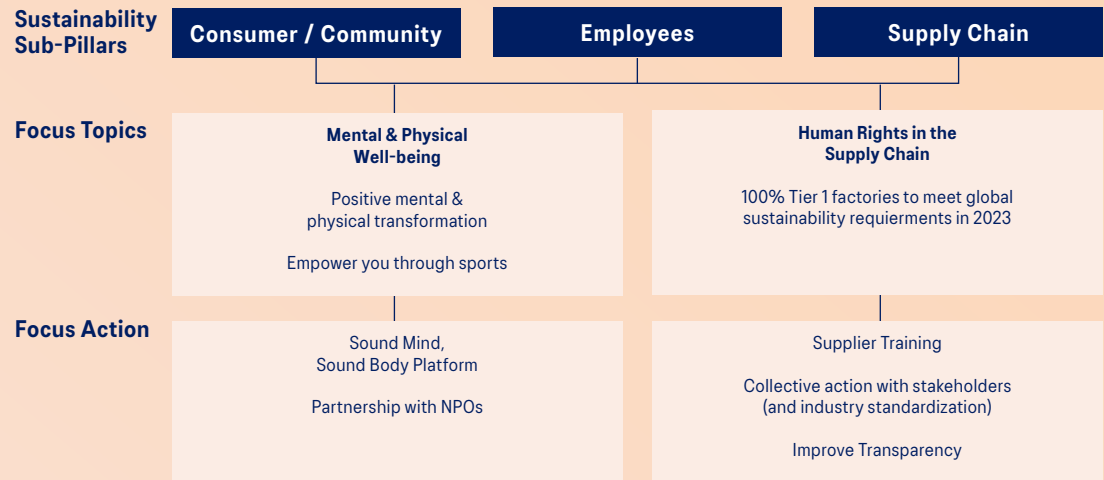 Sustainability
Sub-Pillars
Consumer / Community
Employees
Supply Chain
Focus Topics
Mental & Physical
Well-being
Positive mental &
physical transformation
Empower you through sports
Human Rights in the
Supply Chain
100% Tier 1 factories to meet global
sustainability requierments in 2023
Focus Action
Sound Mind,
Sound Body Platform
Partnership with NPOs
Supplier Training
Collective action with stakeholders
(and industry standardization)
Improve Transparency